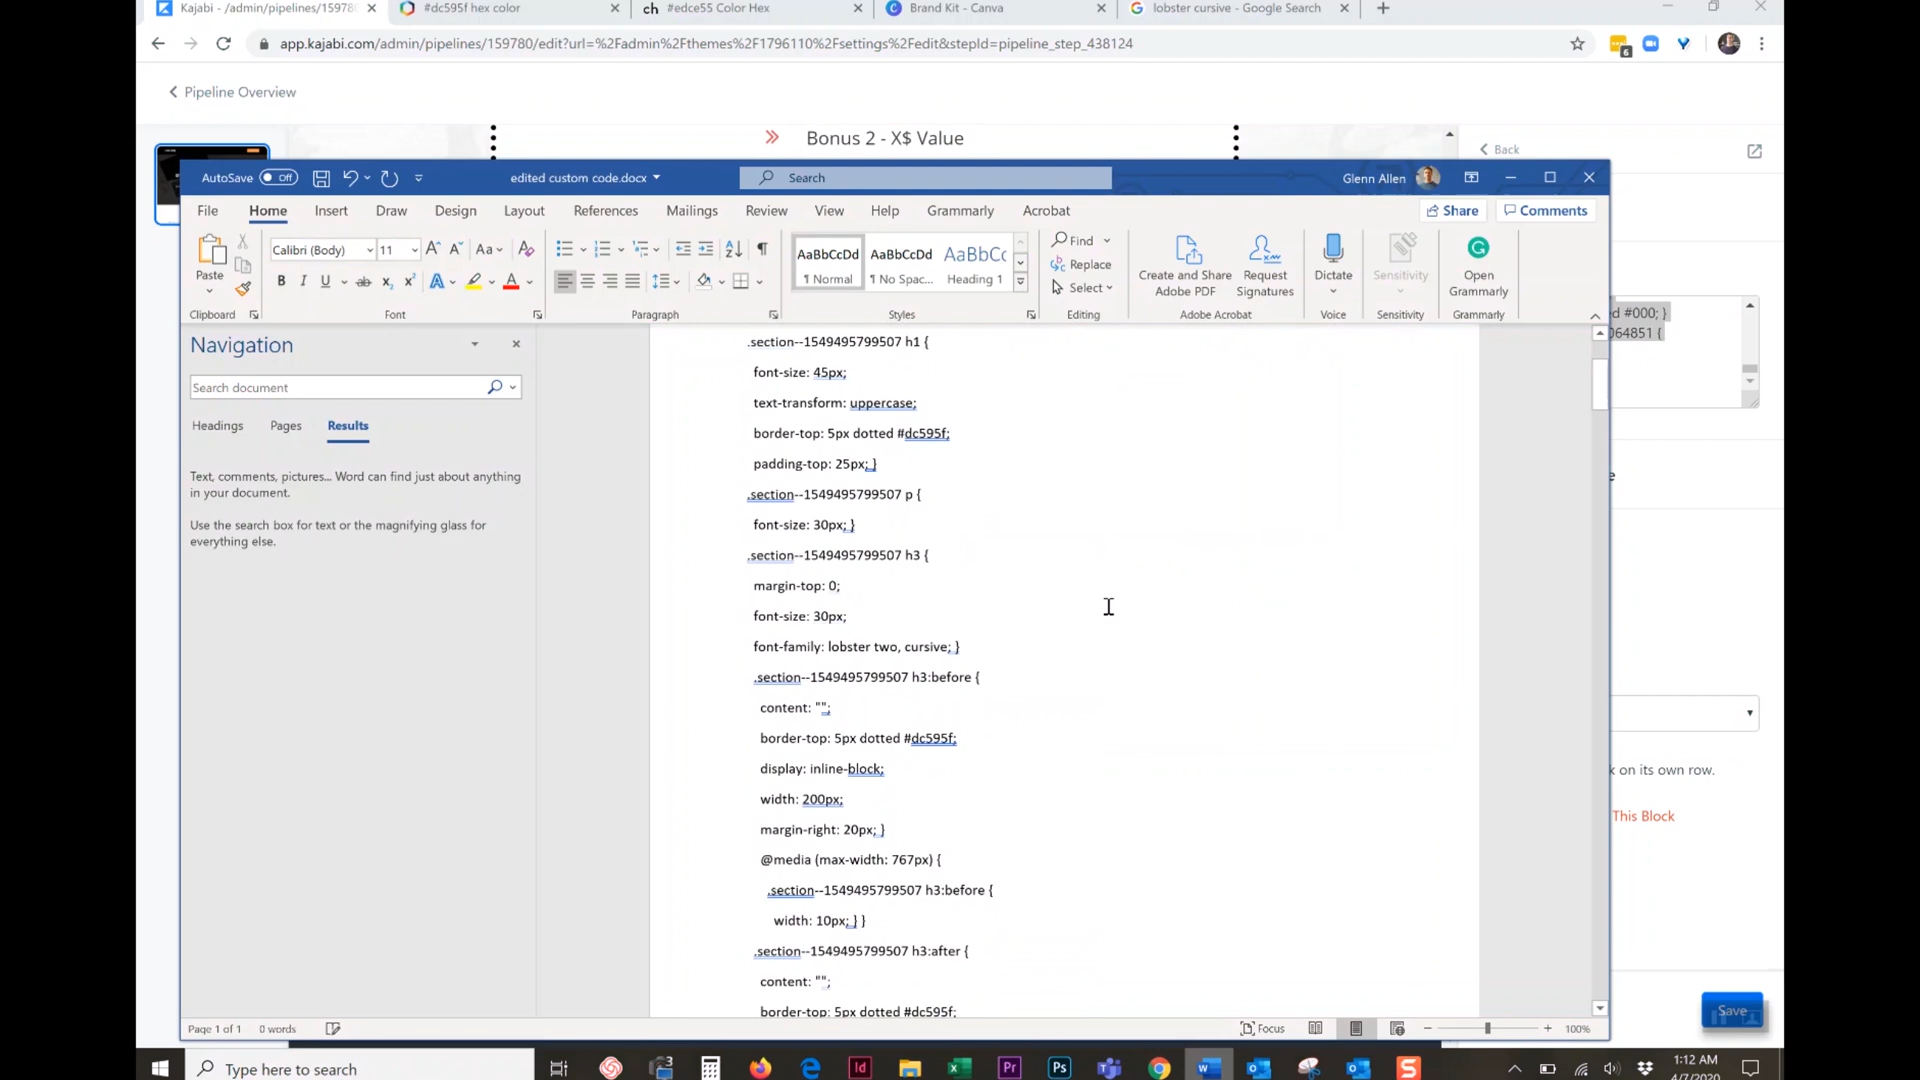 Kajabi - /admin/pipelines/159780
#dc595f hex color
ch #edce55 Color Hex
Brand Kit - Canva
lobster cursive - Google Search
app.kajabi.com/admin/pipelines/159780/edit?url=%2Fadmin%2Fthemes%2F1796110%2Fsettings%2Fedit&stepId=pipeline_step_438124
6
Pipeline Overview
Bonus 2 - X$ Value
Back
AutoSave Off
edited custom code.docx
Search
Glenn Allen
File Home Insert Draw Design Layout References Mailings Review View Help Grammarly Acrobat
Share
Comments
Paste
Calibri (Body) 11
AaBbCcDd
¶ Normal
AaBbCcDd
¶ No Spac...
AaBbCc
Heading 1
Find
Replace
Select
Create and Share
Adobe PDF
Request
Signatures
Dictate
Sensitivity
Open
Grammarly
Clipboard Font Paragraph Styles Editing Adobe Acrobat Voice Sensitivity Grammarly
ed #000; }
064851 {
Navigation
Search document
Headings Pages Results
Text, comments, pictures... Word can find just about anything
in your document.
Use the search box for text or the magnifying glass for
everything else.
.section--1549495799507 h1 {
font-size: 45px;
text-transform: uppercase;
border-top: 5px dotted #dc595f;
padding-top: 25px; }
.section--1549495799507 p {
font-size: 30px; }
.section--1549495799507 h3 {
margin-top: 0;
font-size: 30px;
font-family: lobster two, cursive; }
.section--1549495799507 h3:before {
content: "";
border-top: 5px dotted #dc595f;
display: inline-block;
width: 200px;
margin-right: 20px; }
@media (max-width: 767px) {
.section--1549495799507 h3:before {
width: 10px; } }
.section--1549495799507 h3:after {
content: "";
border-top: 5px dotted #dc595f;
e
k on its own row.
This Block
Save
Page 1 of 1
0 words
Focus
100%
Type here to search
1:12 AM
4/7/2020